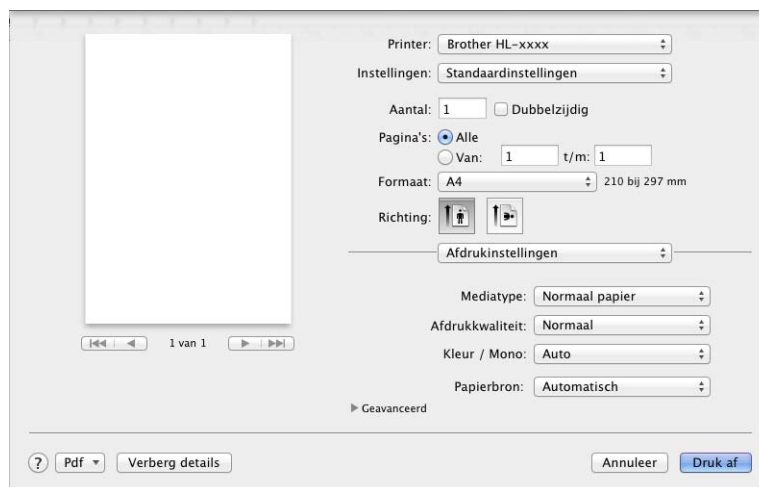 Printer: Brother HL-xxxx
Instellingen: Standaardinstellingen
Aantal: 1 Dubbelzijdig
Pagina's: Alle
Van: 1 t/m: 1
Formaat: A4 210 bij 297 mm
Richting:
Afdrukinstellingen
Mediatype: Normaal papier
Afdrukkwaliteit: Normaal
Kleur / Mono: Auto
Papierbron: Automatisch
Geavanceerd
1 van 1
? Pdf Verberg details Annuleer Druk af